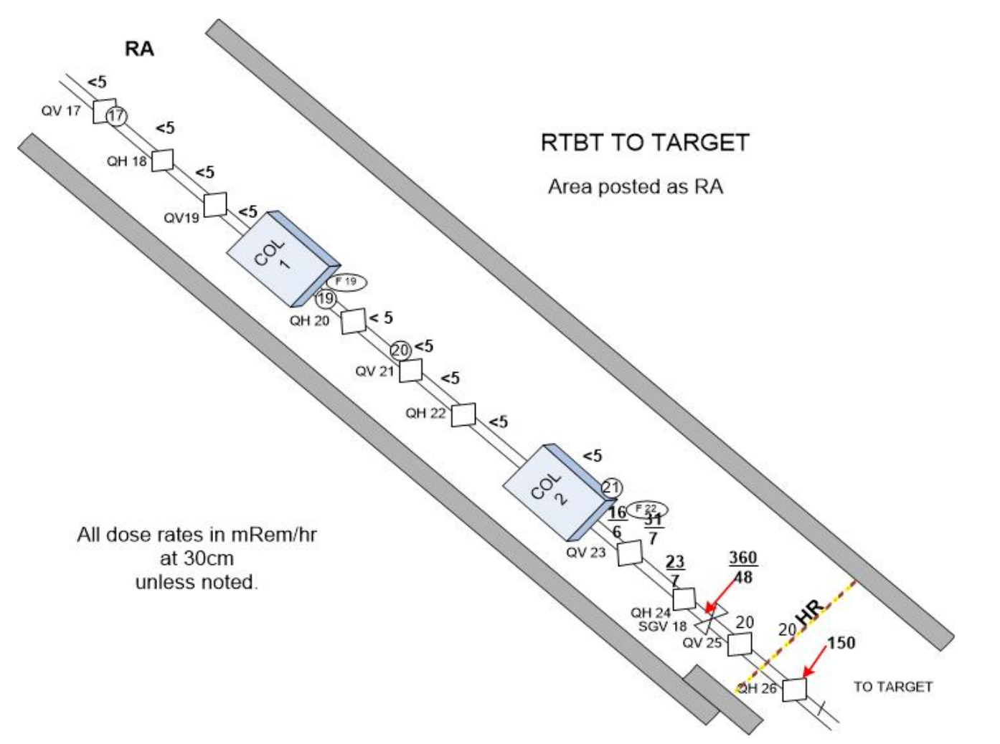 RA
<5
QV 17
17
<5
QH 18
<5
QV19
<5
RTBT TO TARGET
Area posted as RA
COL
1
F 19
19
QH 20
< 5
20
<5
QV 21
<5
QH 22
<5
COL
2
<5
21
F 22
16
6
31
7
QV 23
23
7
360
48
QH 24
SGV 18
QV 25
20
20
HR
150
QH 26
TO TARGET
All dose rates in mRem/hr
at 30cm
unless noted.